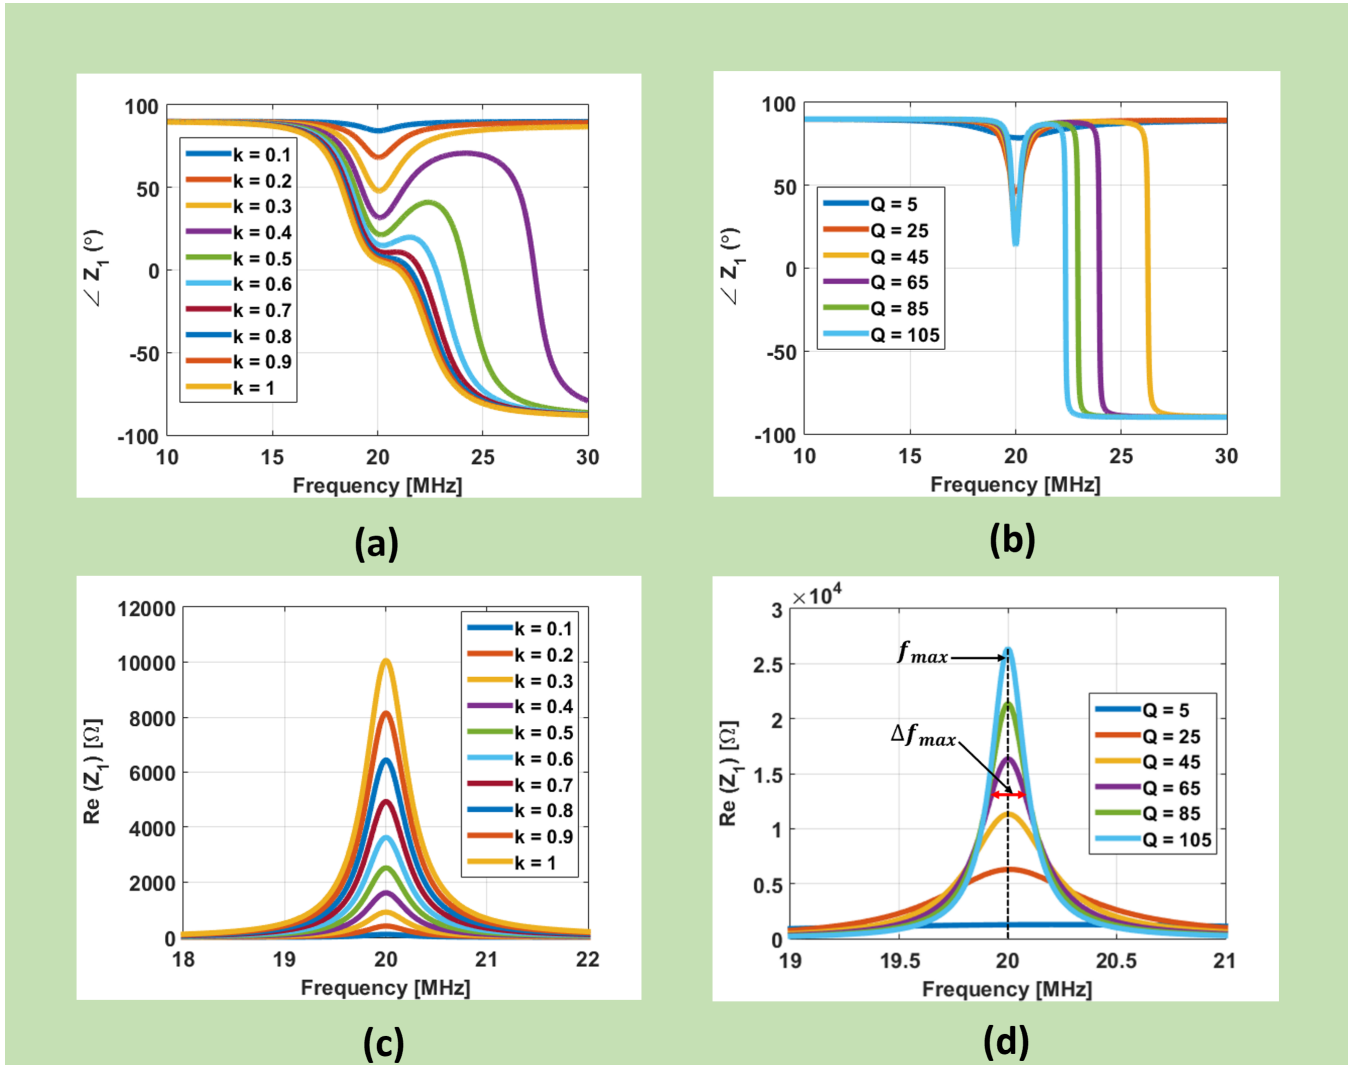 100
50
0
-50
-100
10
15
20
25
30
∠ Z1 (°)
Frequency [MHz]
k = 0.1
k = 0.2
k = 0.3
k = 0.4
k = 0.5
k = 0.6
k = 0.7
k = 0.8
k = 0.9
k = 1
(a)
100
50
0
-50
-100
10
15
20
25
30
∠ Z1 (°)
Frequency [MHz]
Q = 5
Q = 25
Q = 45
Q = 65
Q = 85
Q = 105
(b)
12000
10000
8000
6000
4000
2000
0
18
19
20
21
22
Re (Z1) [Ω]
Frequency [MHz]
k = 0.1
k = 0.2
k = 0.3
k = 0.4
k = 0.5
k = 0.6
k = 0.7
k = 0.8
k = 0.9
k = 1
(c)
×10^4
3
2.5
2
1.5
1
0.5
0
19
19.5
20
20.5
21
Re (Z1) [Ω]
Frequency [MHz]
fmax
Δfmax
Q = 5
Q = 25
Q = 45
Q = 65
Q = 85
Q = 105
(d)